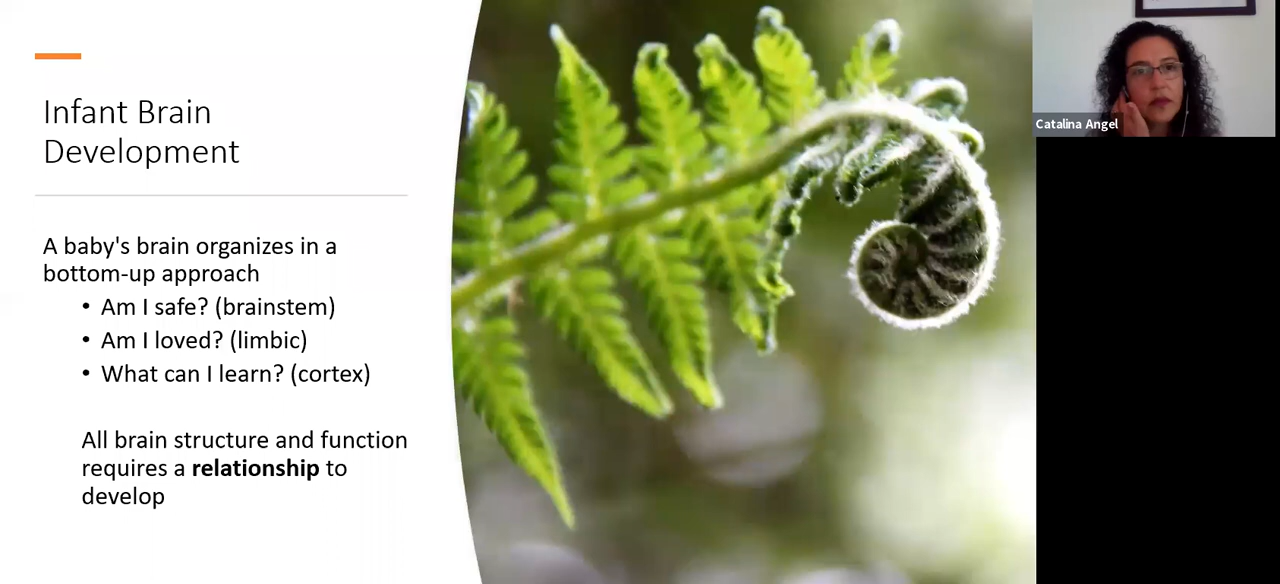 Infant Brain
Development
A baby's brain organizes in a
bottom-up approach
• Am I safe? (brainstem)
• Am I loved? (limbic)
• What can I learn? (cortex)
All brain structure and function
requires a relationship to
develop
Catalina Angel